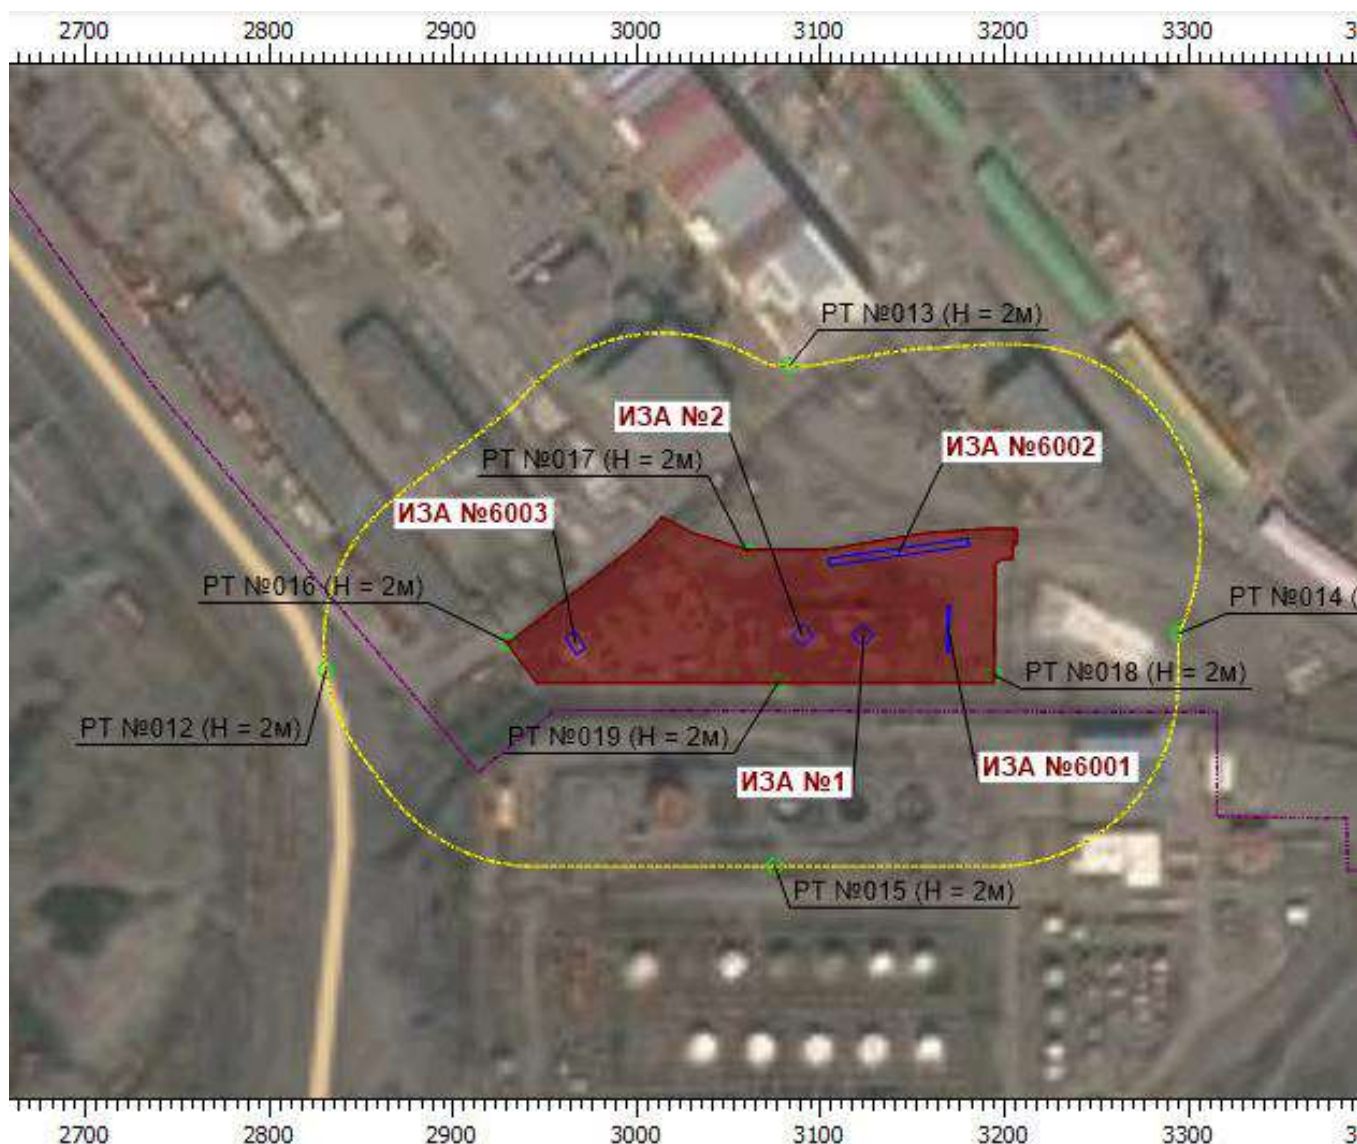 2700 2800 2900 3000 3100 3200 3300 3
РТ №013 (Н = 2м)
ИЗА №2
ИЗА №6002
РТ №017 (Н = 2м)
ИЗА №6003
РТ №016 (Н = 2м)
РТ №014 (
РТ №018 (Н = 2м)
РТ №012 (Н = 2м)
РТ №019 (Н = 2м)
ИЗА №1
ИЗА №6001
РТ №015 (Н = 2м)
2700 2800 2900 3000 3100 3200 3300 3